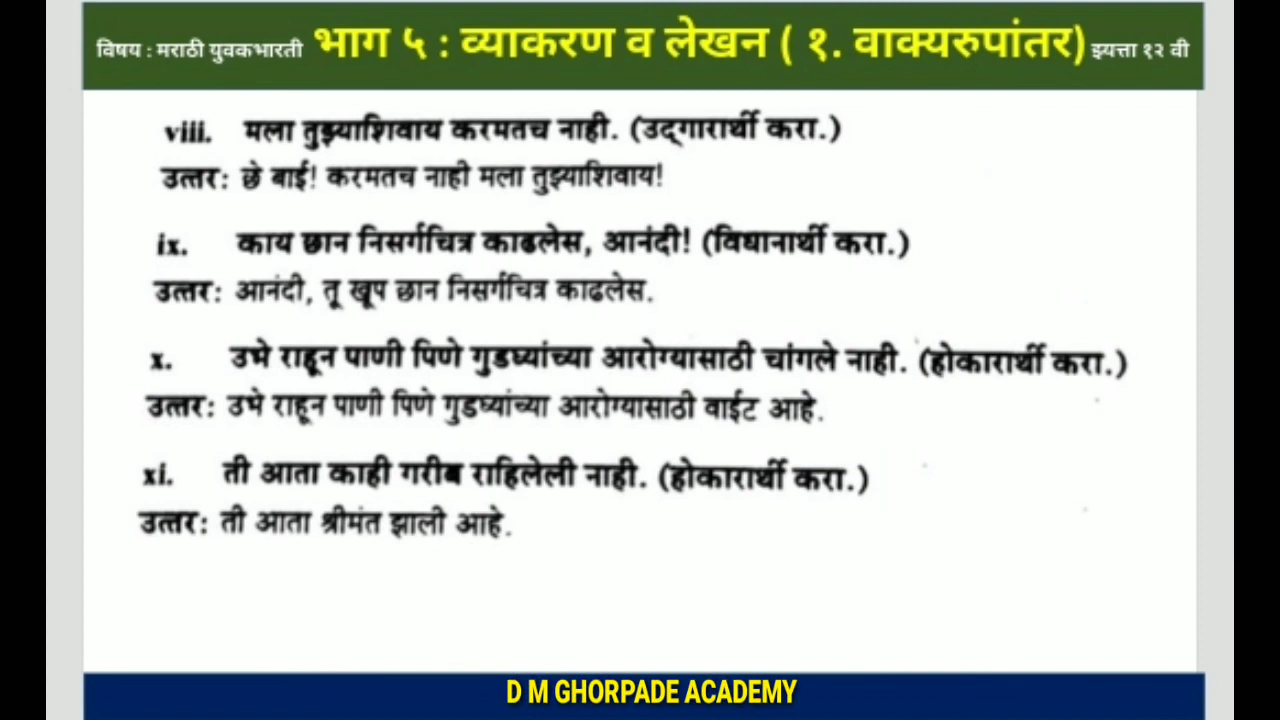 विषय : मराठी युवकभारती भाग ५ : व्याकरण व लेखन ( १. वाक्यरुपांतर) इयत्ता १२ वी
viii. मला तुझ्याशिवाय करमतच नाही. (उद्‌गारार्थी करा.)
उत्तर: छे बाई! करमतच नाही मला तुझ्याशिवाय!
ix. काय छान निसर्गचित्र काढलेस, आनंदी! (विधानार्थी करा.)
उत्तर: आनंदी, तू खूप छान निसर्गचित्र काढलेस.
x. उभे राहून पाणी पिणे गुडघ्यांच्या आरोग्यासाठी चांगले नाही. (होकारार्थी करा.)
उत्तर: उभे राहून पाणी पिणे गुडघ्यांच्या आरोग्यासाठी वाईट आहे.
xi. ती आता काही गरीब राहिलेली नाही. (होकारार्थी करा.)
उत्तर: ती आता श्रीमंत झाली आहे.
D M GHORPADE ACADEMY